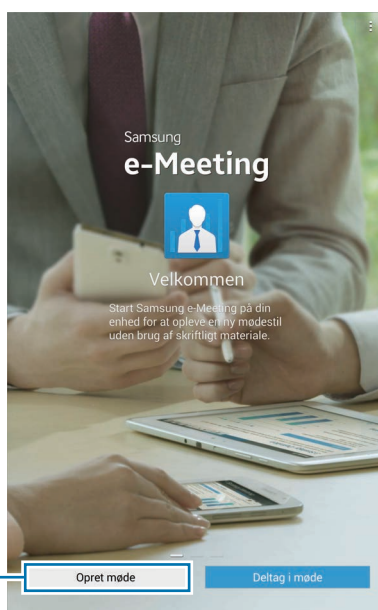 Samsung
e-Meeting
Velkommen
Start Samsung e-Meeting på din
enhed for at opleve en ny mødestil
uden brug af skriftligt materiale.
Opret møde
Deltag i møde